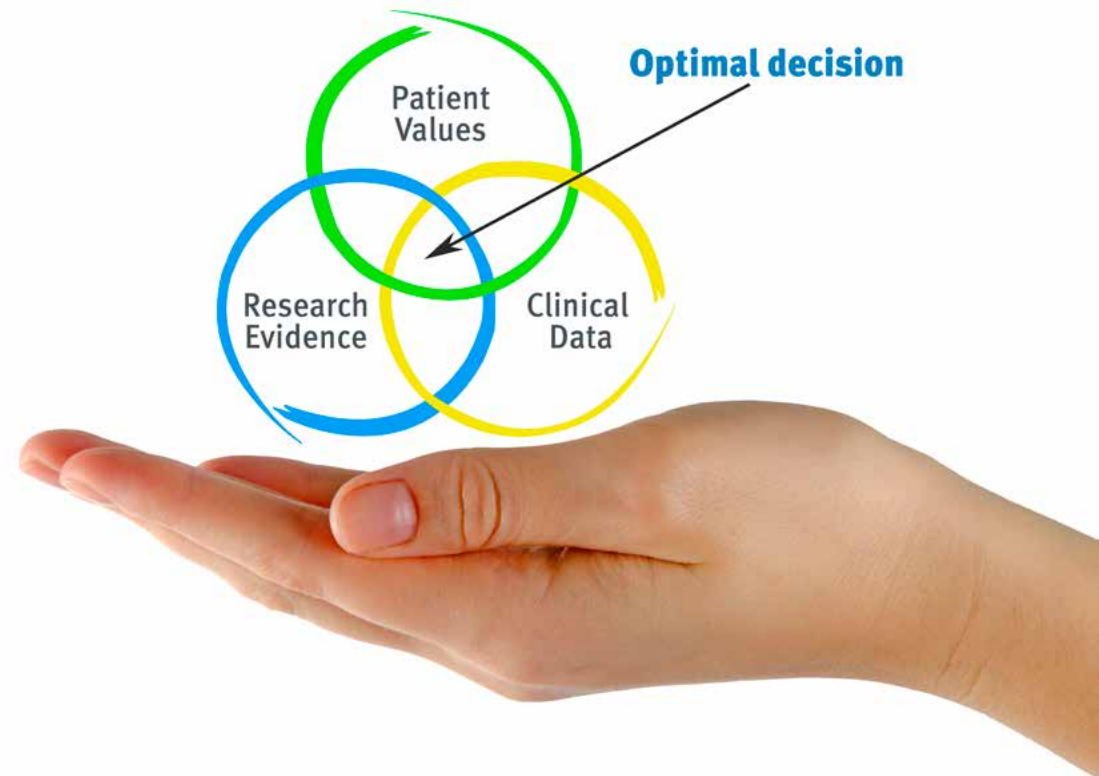 Optimal decision
Patient
Values
Research
Evidence
Clinical
Data